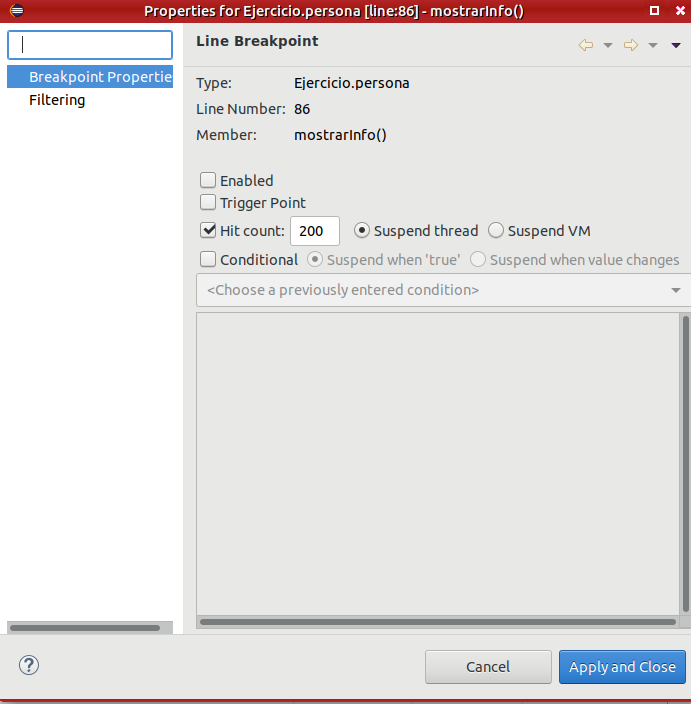 Properties for Ejercicio.persona [line:86] - mostrarInfo()
Breakpoint Propertie
Filtering
Line Breakpoint
Type: Ejercicio.persona
Line Number: 86
Member: mostrarInfo()
Enabled
Trigger Point
Hit count: 200 Suspend thread Suspend VM
Conditional Suspend when 'true' Suspend when value changes
<Choose a previously entered condition>
? Cancel Apply and Close